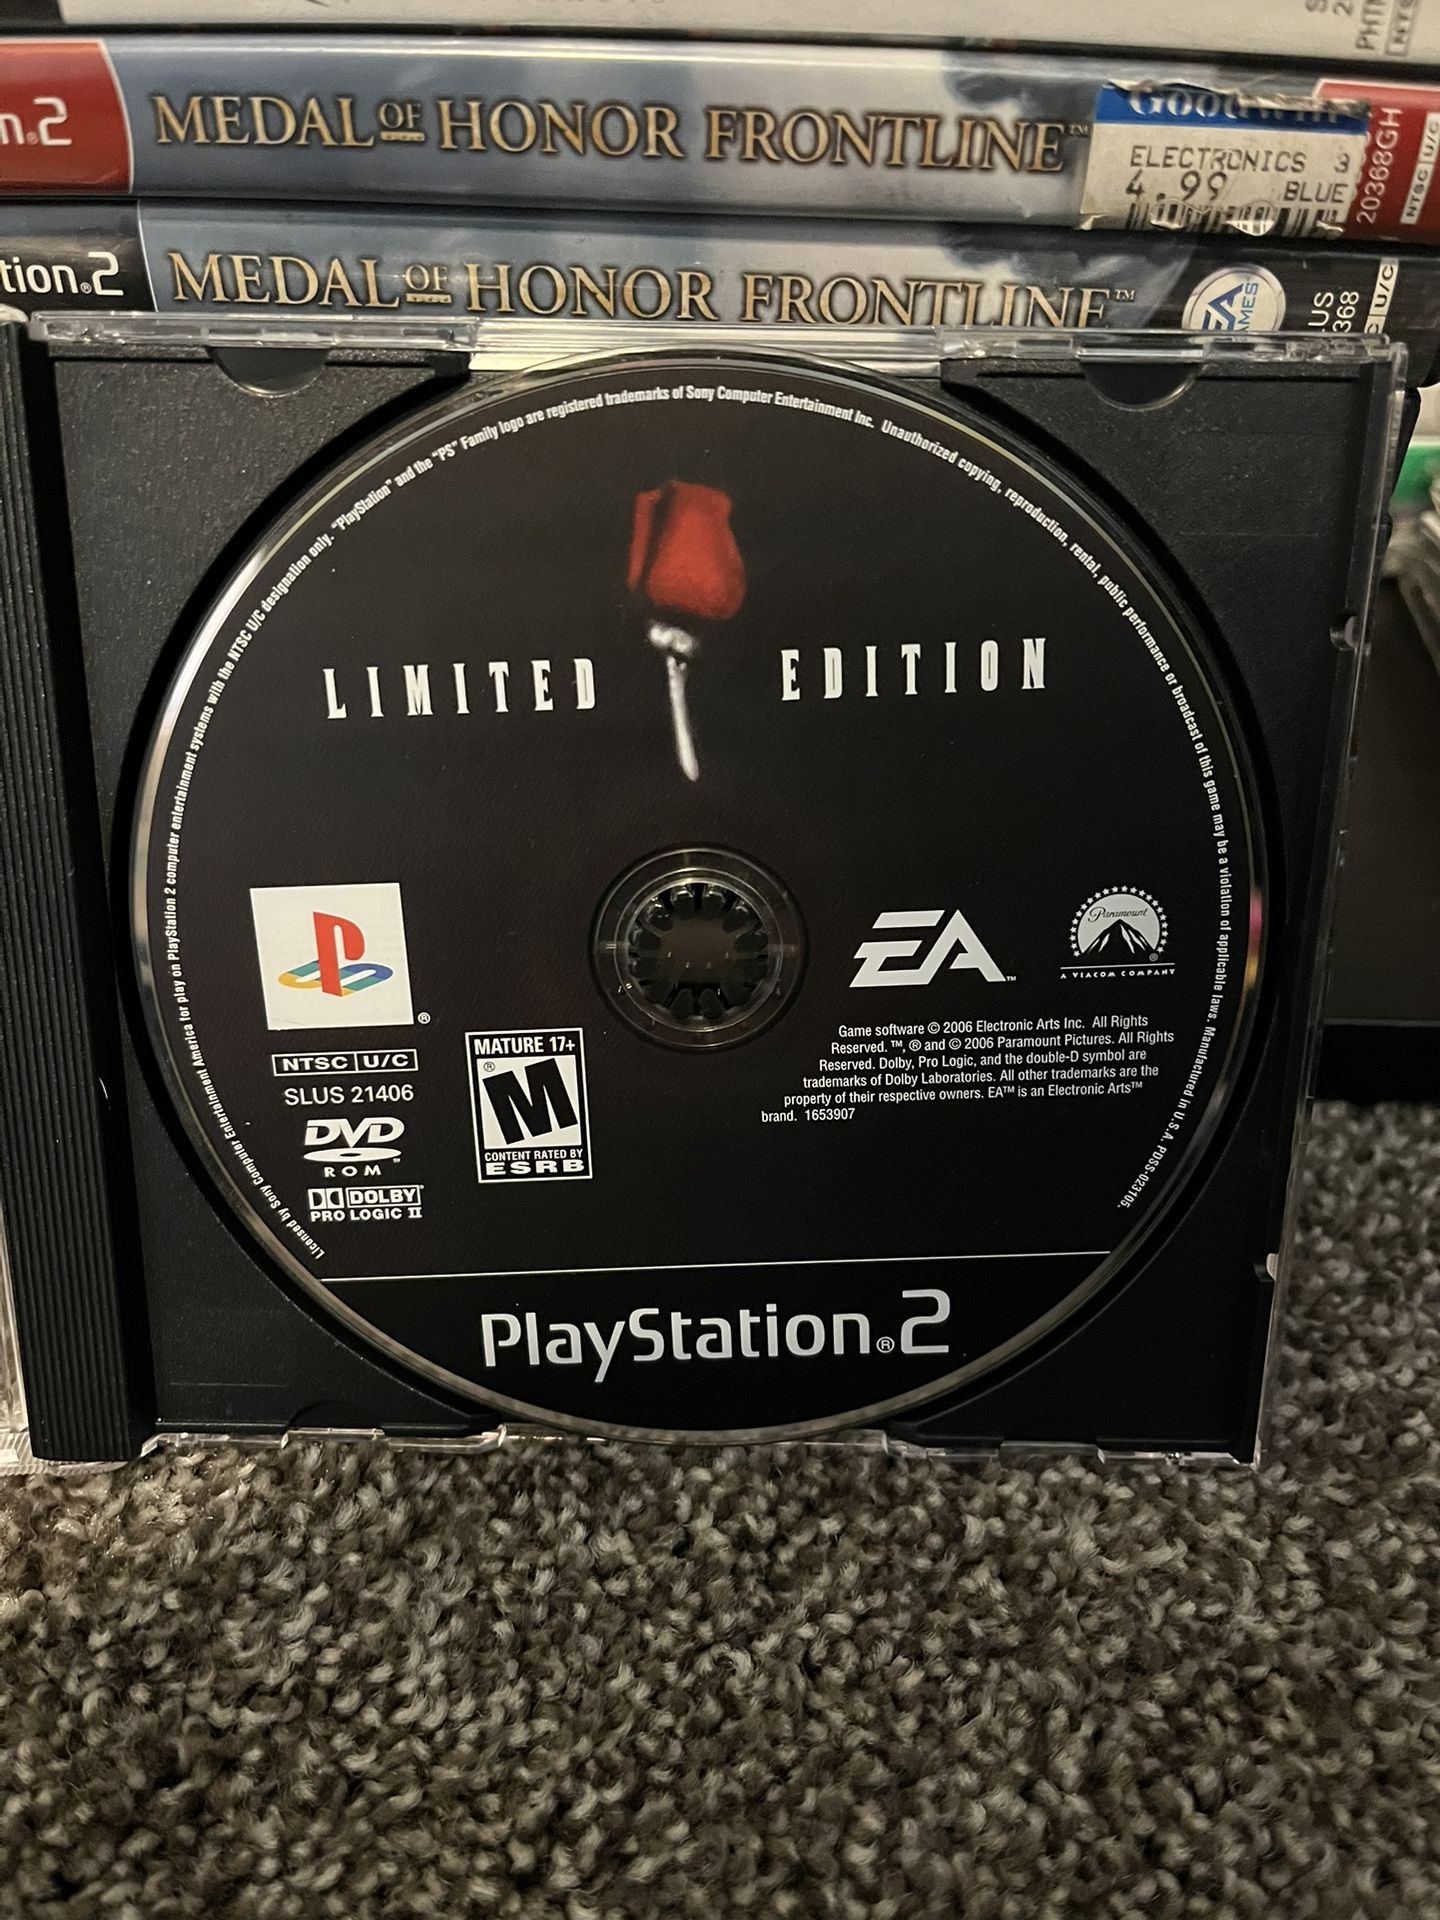 MEDAL OF HONOR FRONTLINE™
ELECTRONICS 3
4.99 BLUE
20368GH
NTSC U/C
MEDAL OF HONOR FRONTLINE™
EA
U/C
Licensed by Sony Computer Entertainment America for play on PlayStation 2 computer entertainment systems with the NTSC U/C designation only. "PlayStation" and the "PS" Family logo are registered trademarks of Sony Computer Entertainment Inc. Unauthorized copying, reproduction, rental, public performance or broadcast of this game may be a violation of applicable laws. Manufactured in U.S.A. PDSS-023105.
LIMITED EDITION
EA™
Paramount
®
A VIACOM COMPANY
®
NTSC U/C
SLUS 21406
DVD
ROM
DOLBY
PRO LOGIC II
MATURE 17+
®
M
CONTENT RATED BY
ESRB
Game software © 2006 Electronic Arts Inc. All Rights
Reserved. ™, ® and © 2006 Paramount Pictures. All Rights
Reserved. Dolby, Pro Logic, and the double-D symbol are
trademarks of Dolby Laboratories. All other trademarks are the
property of their respective owners. EA™ is an Electronic Arts™
brand. 1653907
PlayStation®2